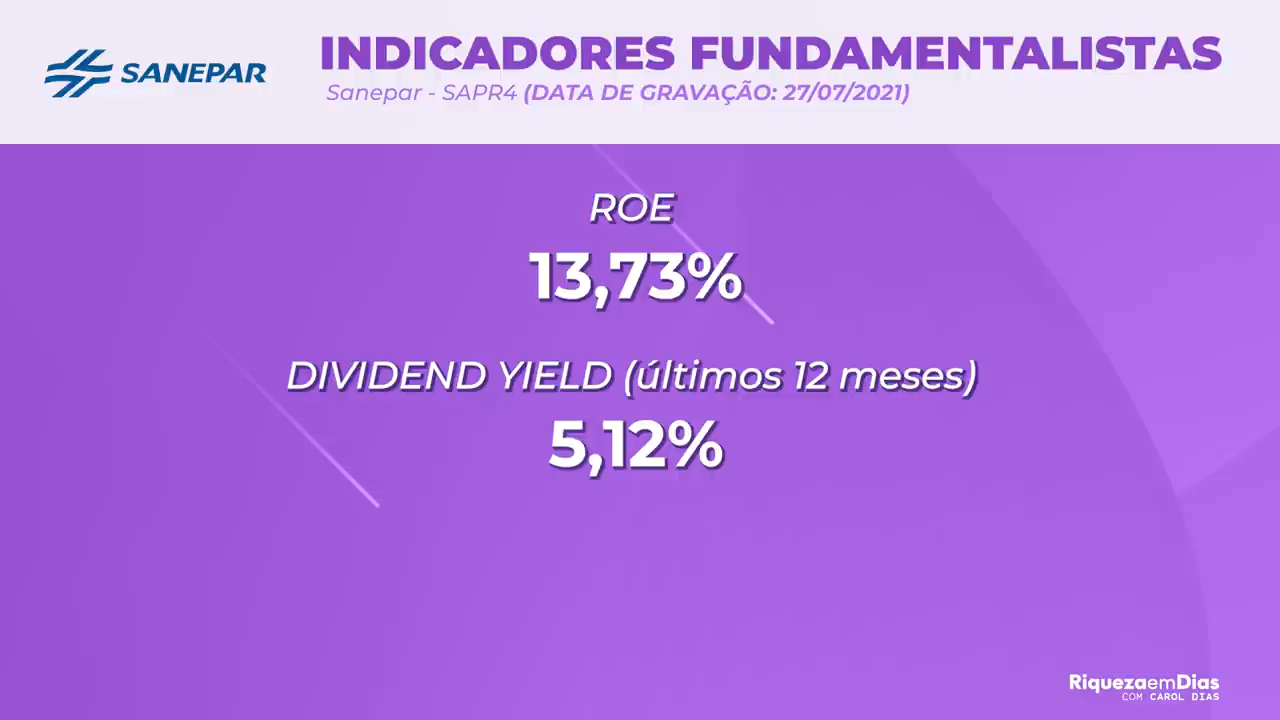 SANEPAR
INDICADORES FUNDAMENTALISTAS
Sanepar - SAPR4 (DATA DE GRAVAÇÃO: 27/07/2021)
ROE
13,73%
DIVIDEND YIELD (últimos 12 meses)
5,12%
RiquezaemDias
COM CAROL DIAS